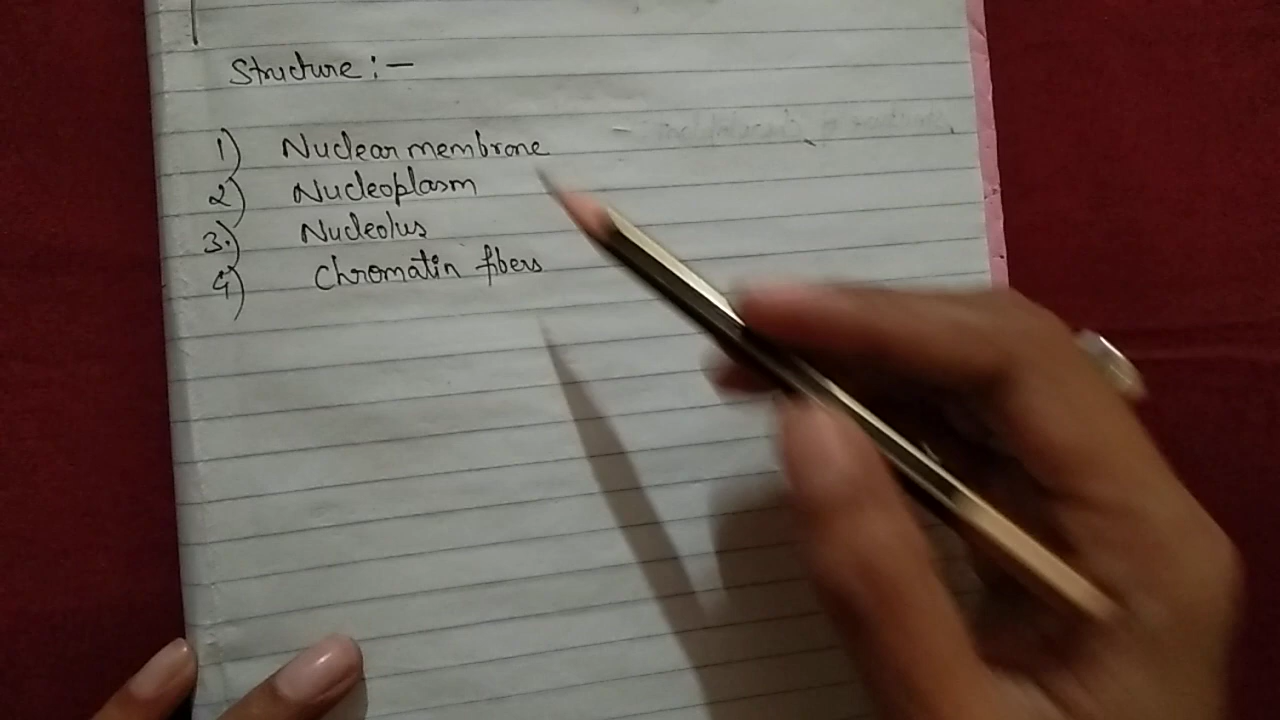 Structure :-
1) Nuclear membrane
2) Nucleoplasm
3.) Nucleolus
4) Chromatin fibers